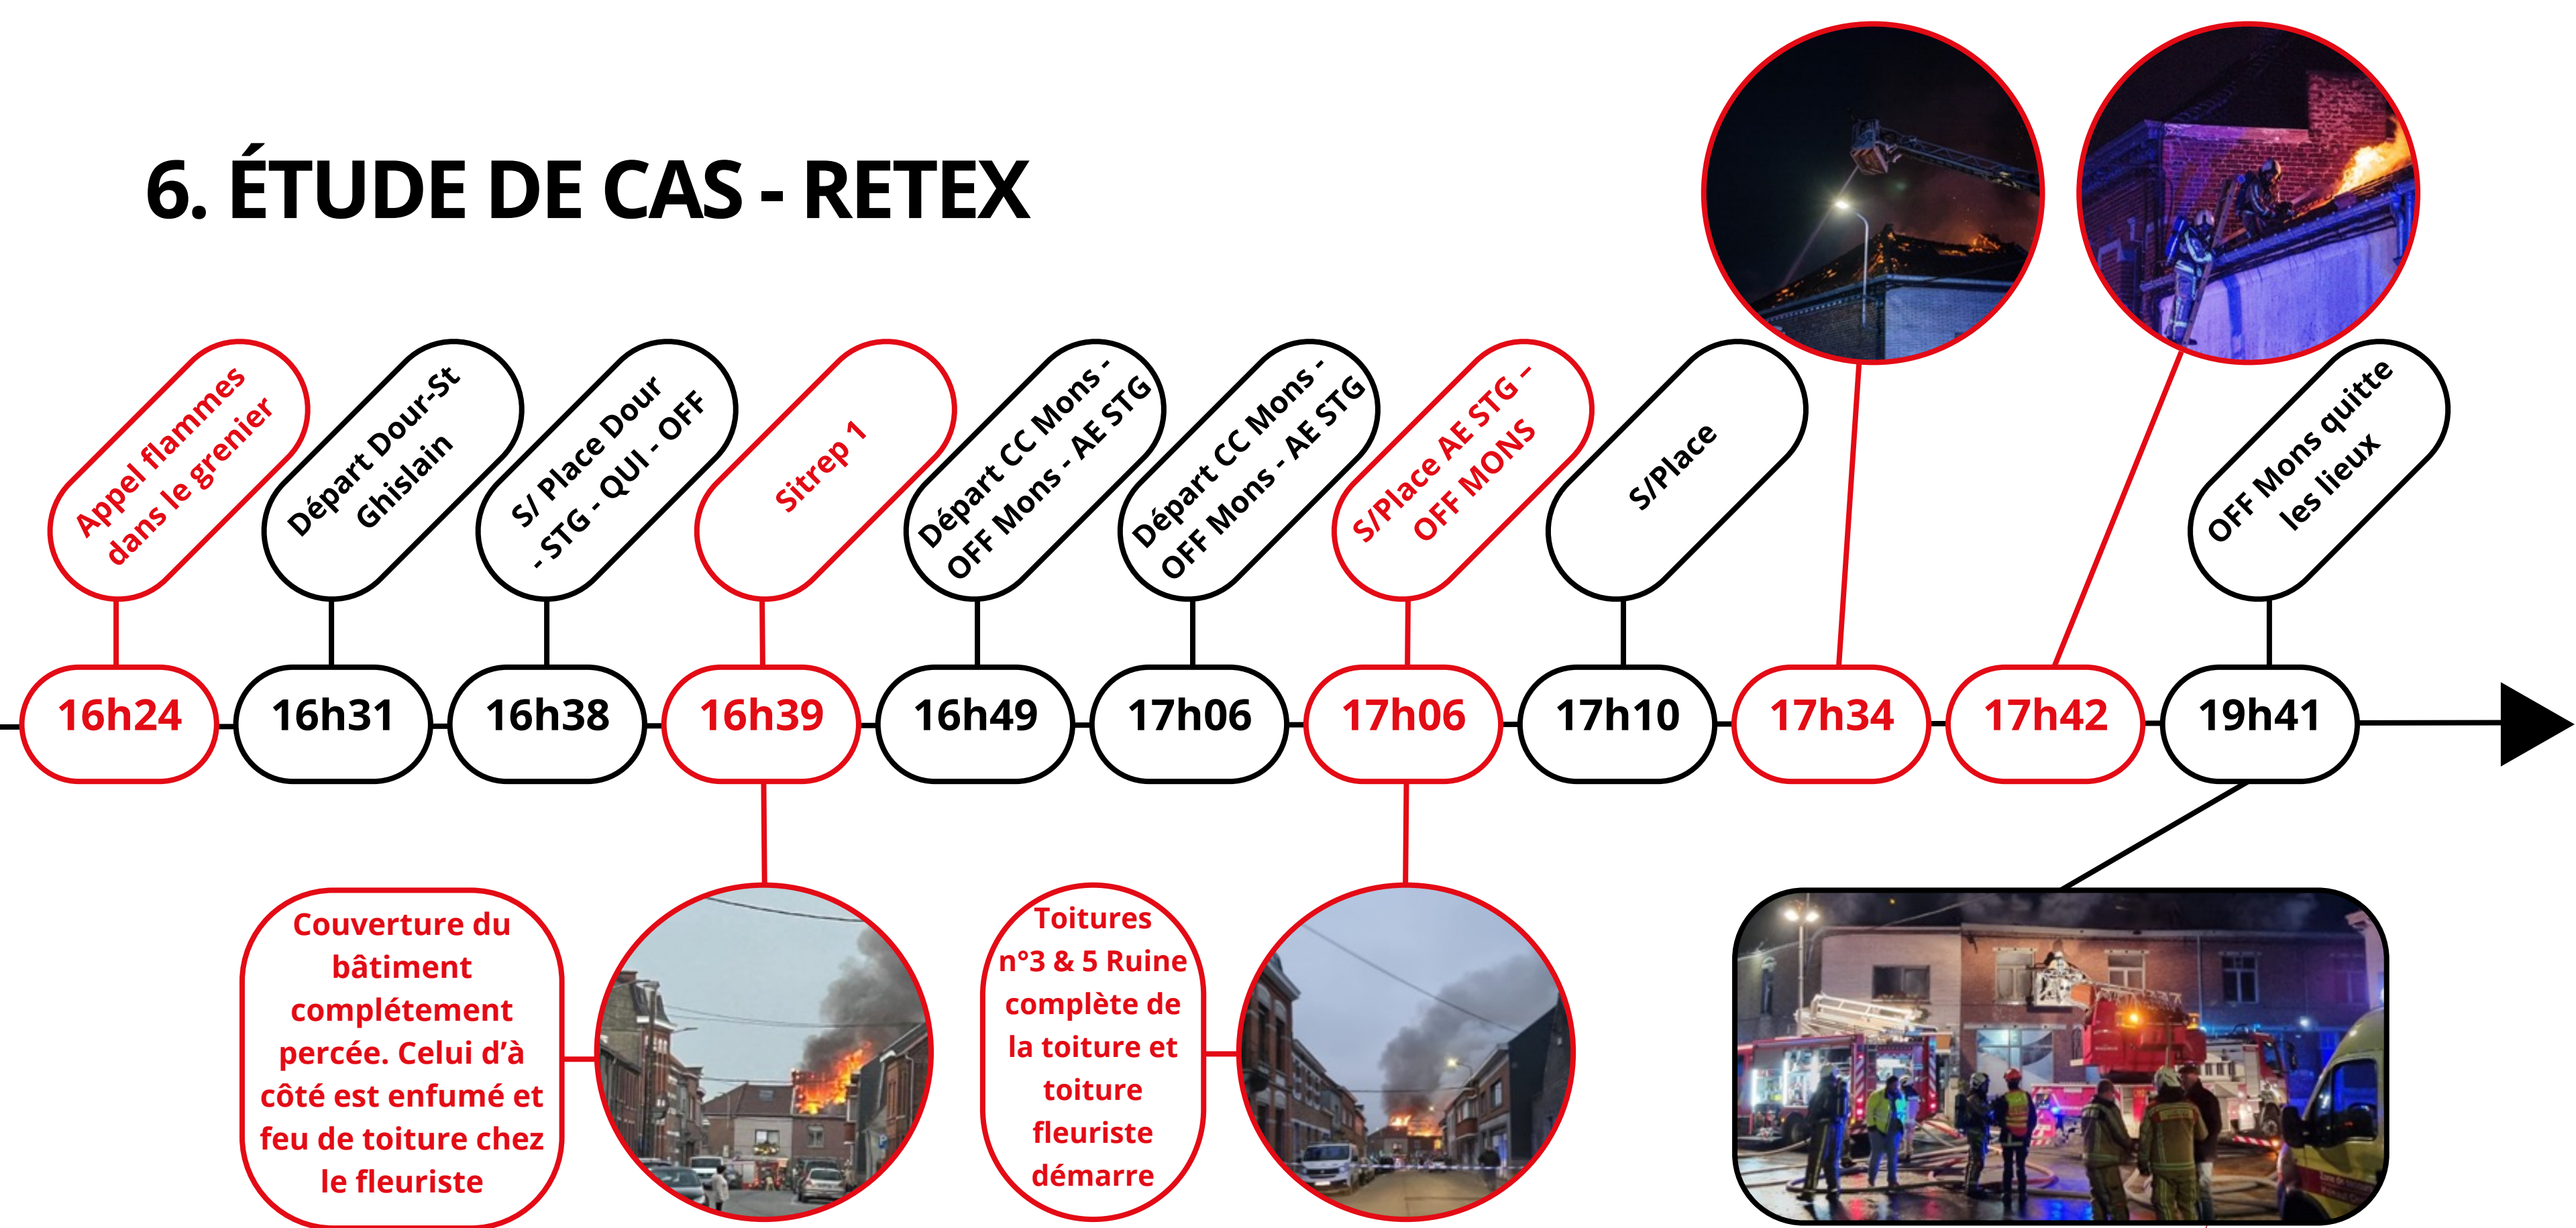 6. ÉTUDE DE CAS - RETEX
Appel flammes
dans le grenier
Départ Dour-St
Ghislain
S/ Place Dour
- STG - QUI - OFF
Sitrep 1
Départ CC Mons -
OFF Mons - AE STG
Départ CC Mons -
OFF Mons - AE STG
S/Place AE STG –
OFF MONS
S/Place
OFF Mons quitte
les lieux
16h24
16h31
16h38
16h39
16h49
17h06
17h06
17h10
17h34
17h42
19h41
Couverture du
bâtiment
complétement
percée. Celui d’à
côté est enfumé et
feu de toiture chez
le fleuriste
Toitures
n°3 & 5 Ruine
complète de
la toiture et
toiture
fleuriste
démarre